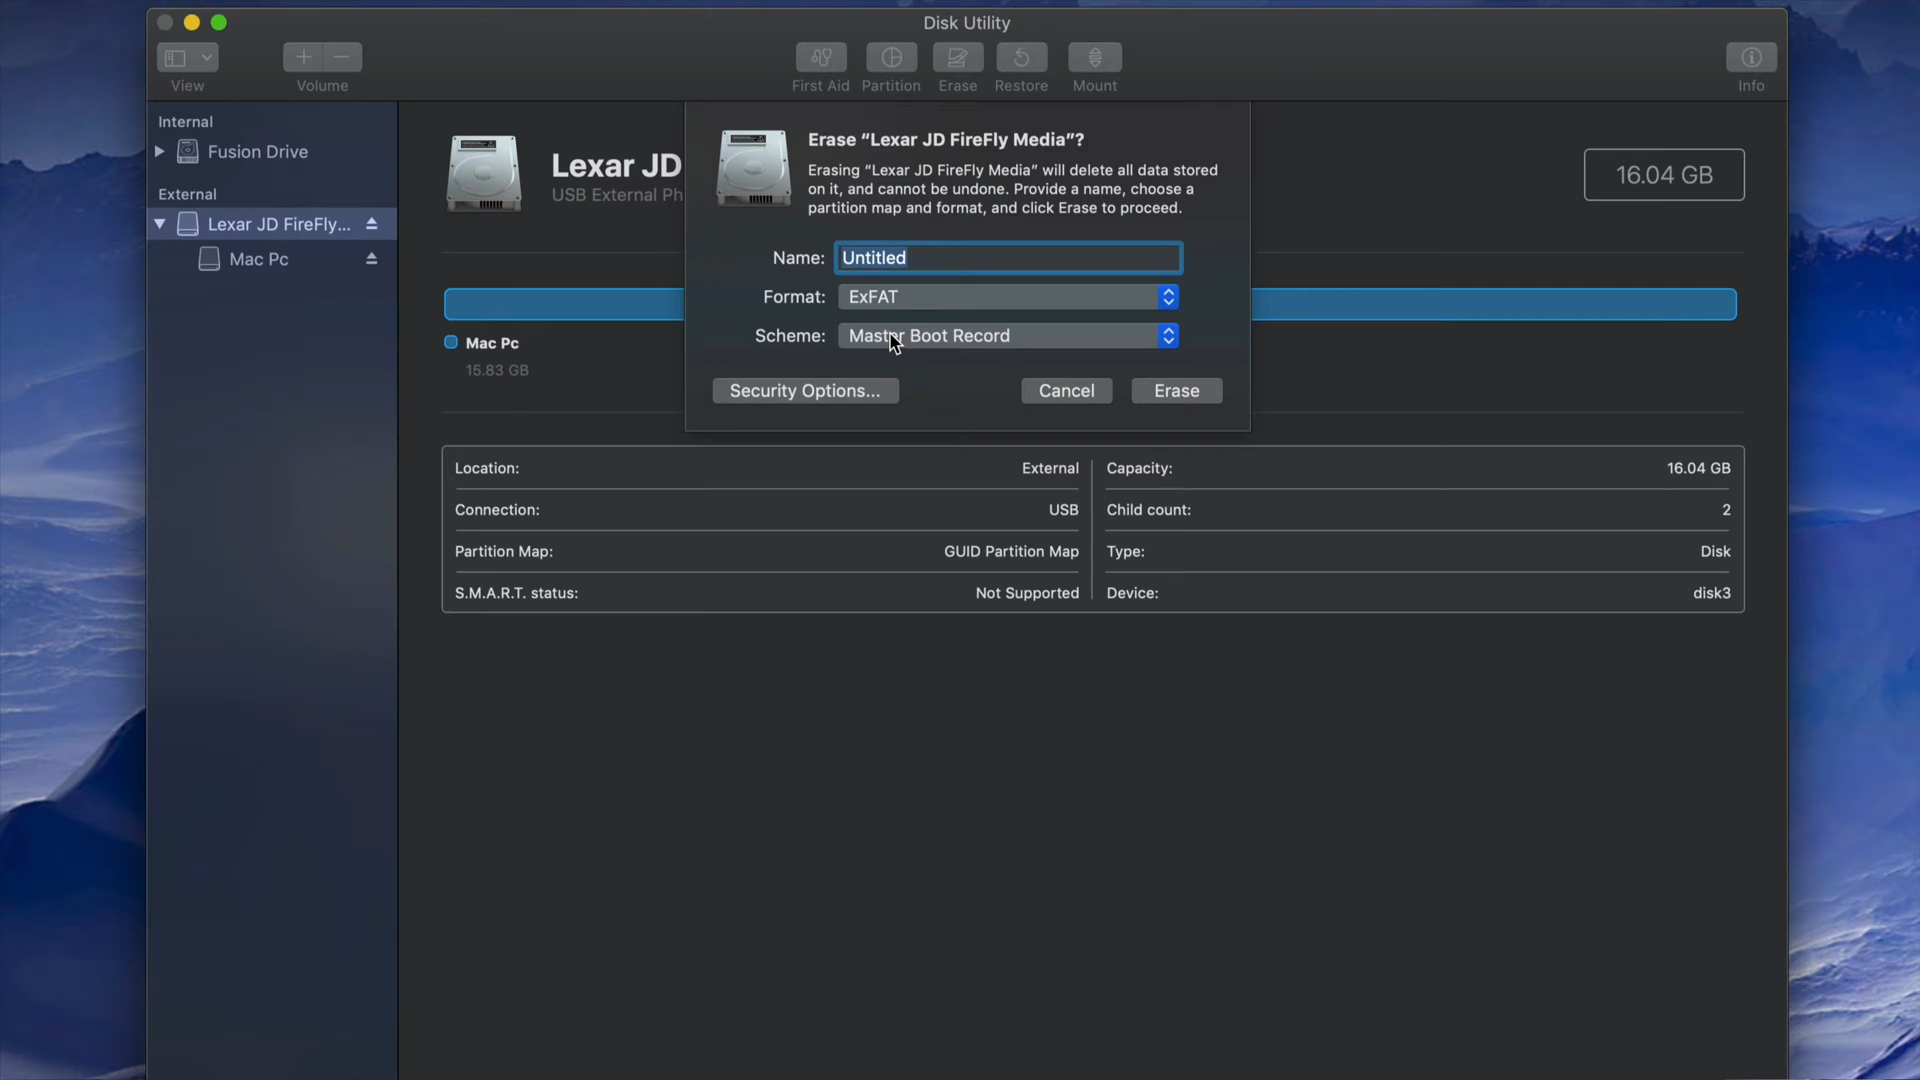 Disk Utility
View
Volume
First Aid
Partition
Erase
Restore
Mount
Info
Internal
Fusion Drive
External
Lexar JD FireFly...
Mac Pc
Lexar JD
USB External Ph
16.04 GB
Erase “Lexar JD FireFly Media”?
Erasing “Lexar JD FireFly Media” will delete all data stored
on it, and cannot be undone. Provide a name, choose a
partition map and format, and click Erase to proceed.
Name: Untitled
Format: ExFAT
Scheme: Master Boot Record
Security Options...
Cancel
Erase
Mac Pc
15.83 GB
Location: External
Capacity: 16.04 GB
Connection: USB
Child count: 2
Partition Map: GUID Partition Map
Type: Disk
S.M.A.R.T. status: Not Supported
Device: disk3